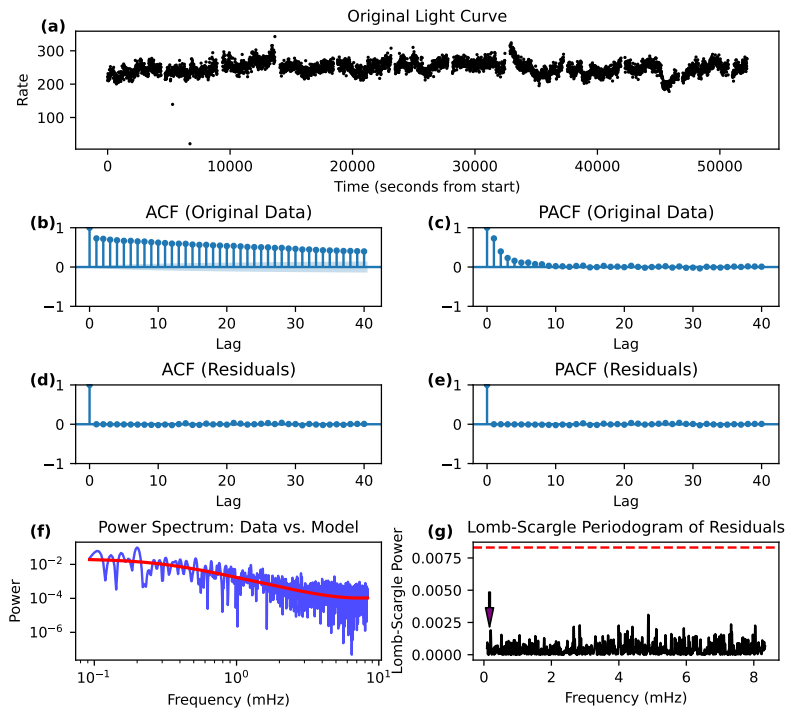 (a)
Original Light Curve
Rate
300
200
100
0 10000 20000 30000 40000 50000
Time (seconds from start)
(b)
ACF (Original Data)
1
0
−1
0 10 20 30 40
Lag
(c)
PACF (Original Data)
1
0
−1
0 10 20 30 40
Lag
(d)
ACF (Residuals)
1
0
−1
0 10 20 30 40
Lag
(e)
PACF (Residuals)
1
0
−1
0 10 20 30 40
Lag
(f)
Power Spectrum: Data vs. Model
Power
10⁻²
10⁻⁴
10⁻⁶
10⁻¹ 10⁰ 10¹
Frequency (mHz)
(g)
Lomb-Scargle Periodogram of Residuals
Lomb-Scargle Power
0.0075
0.0050
0.0025
0.0000
0 2 4 6 8
Frequency (mHz)